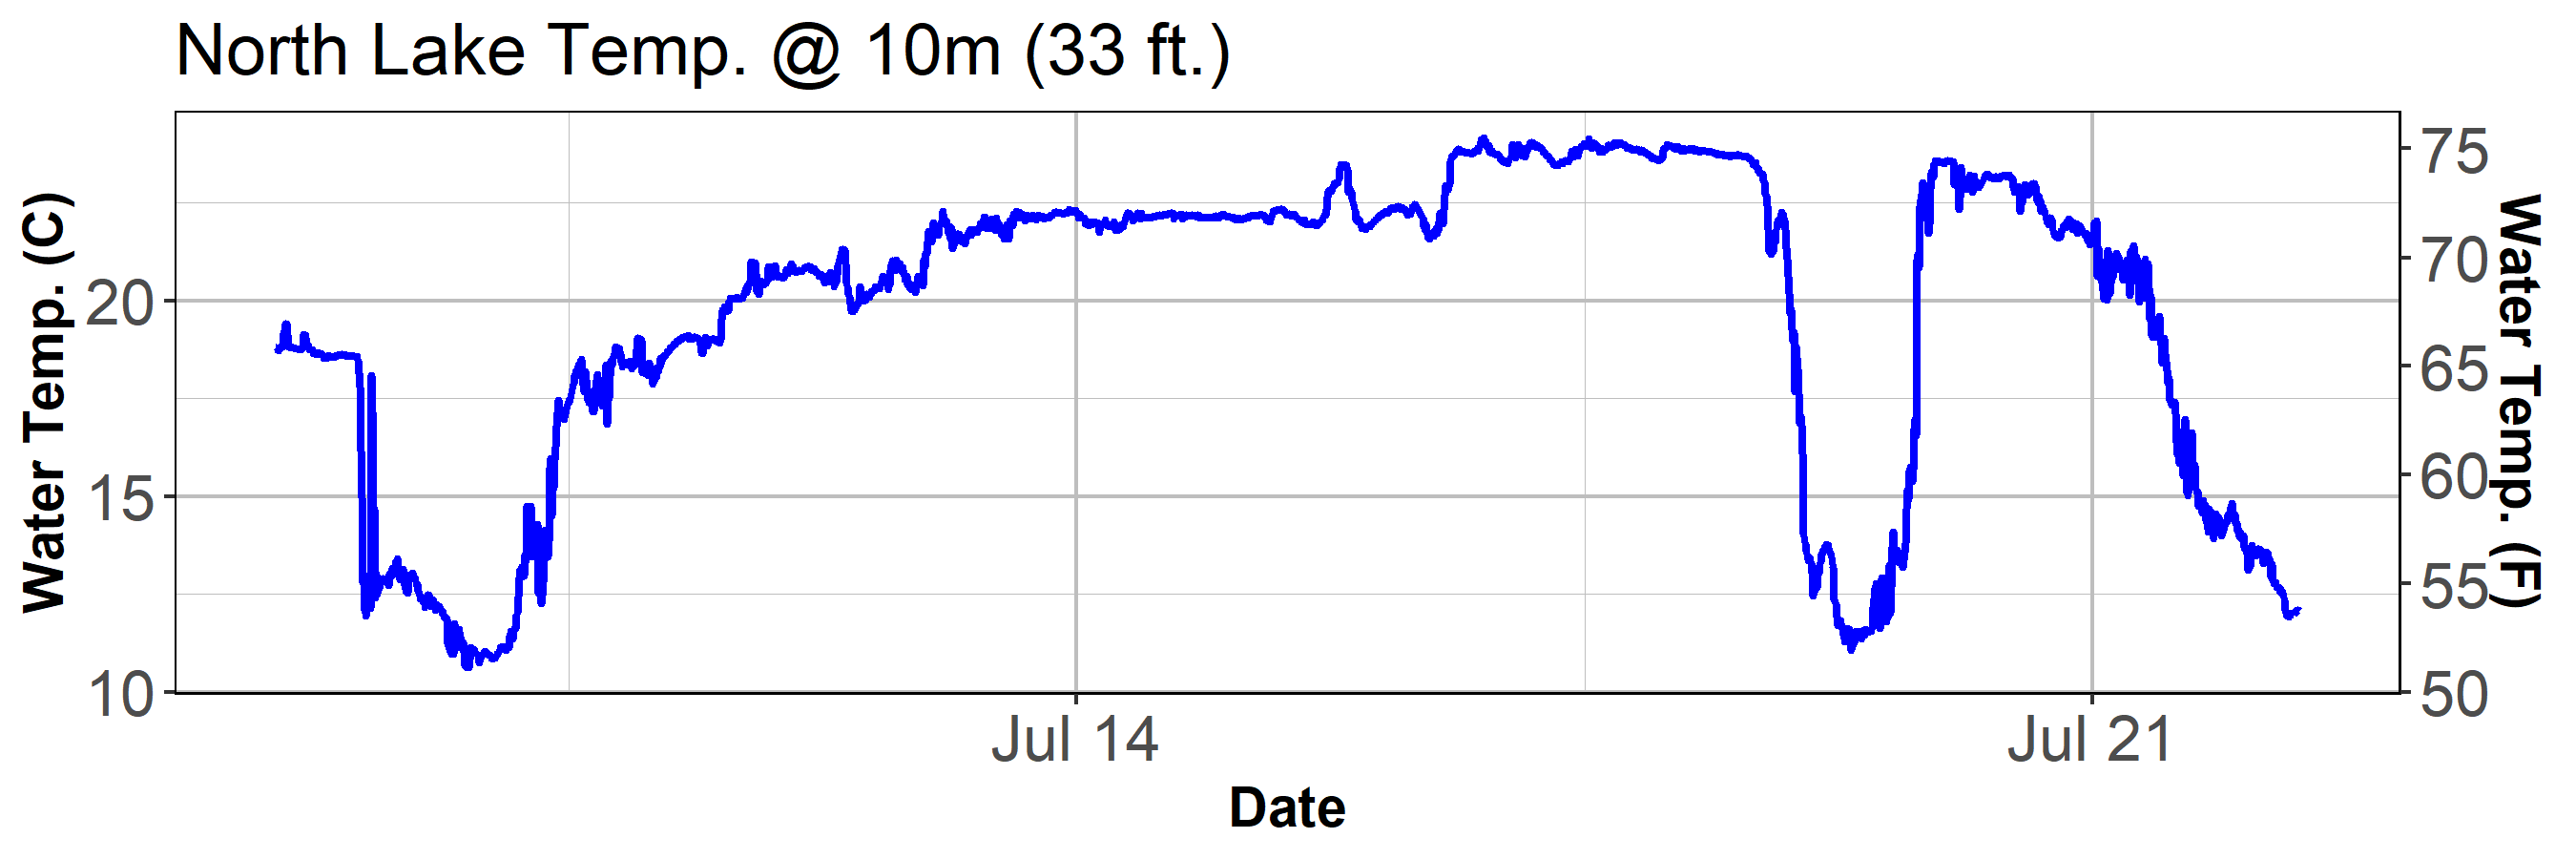 North Lake Temp. @ 10m (33 ft.)
Water Temp. (C)
20
15
10
75
70
65
60
55
50
Water Temp. (F)
Jul 14
Jul 21
Date